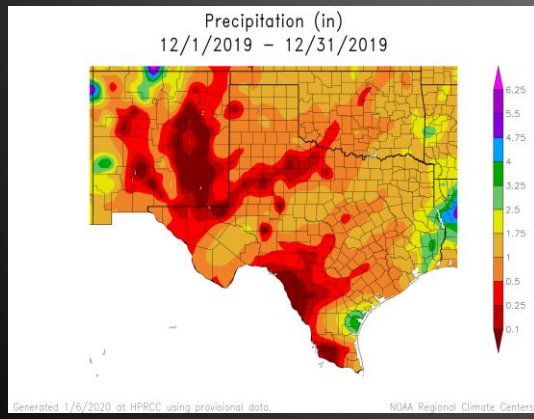 Precipitation (in)
12/1/2019 – 12/31/2019
6.25
5.5
4.75
4
3.25
2.5
1.75
1
0.5
0.25
0.1
Generated 1/6/2020 at HPRCC using provisional data.
NOAA Regional Climate Centers